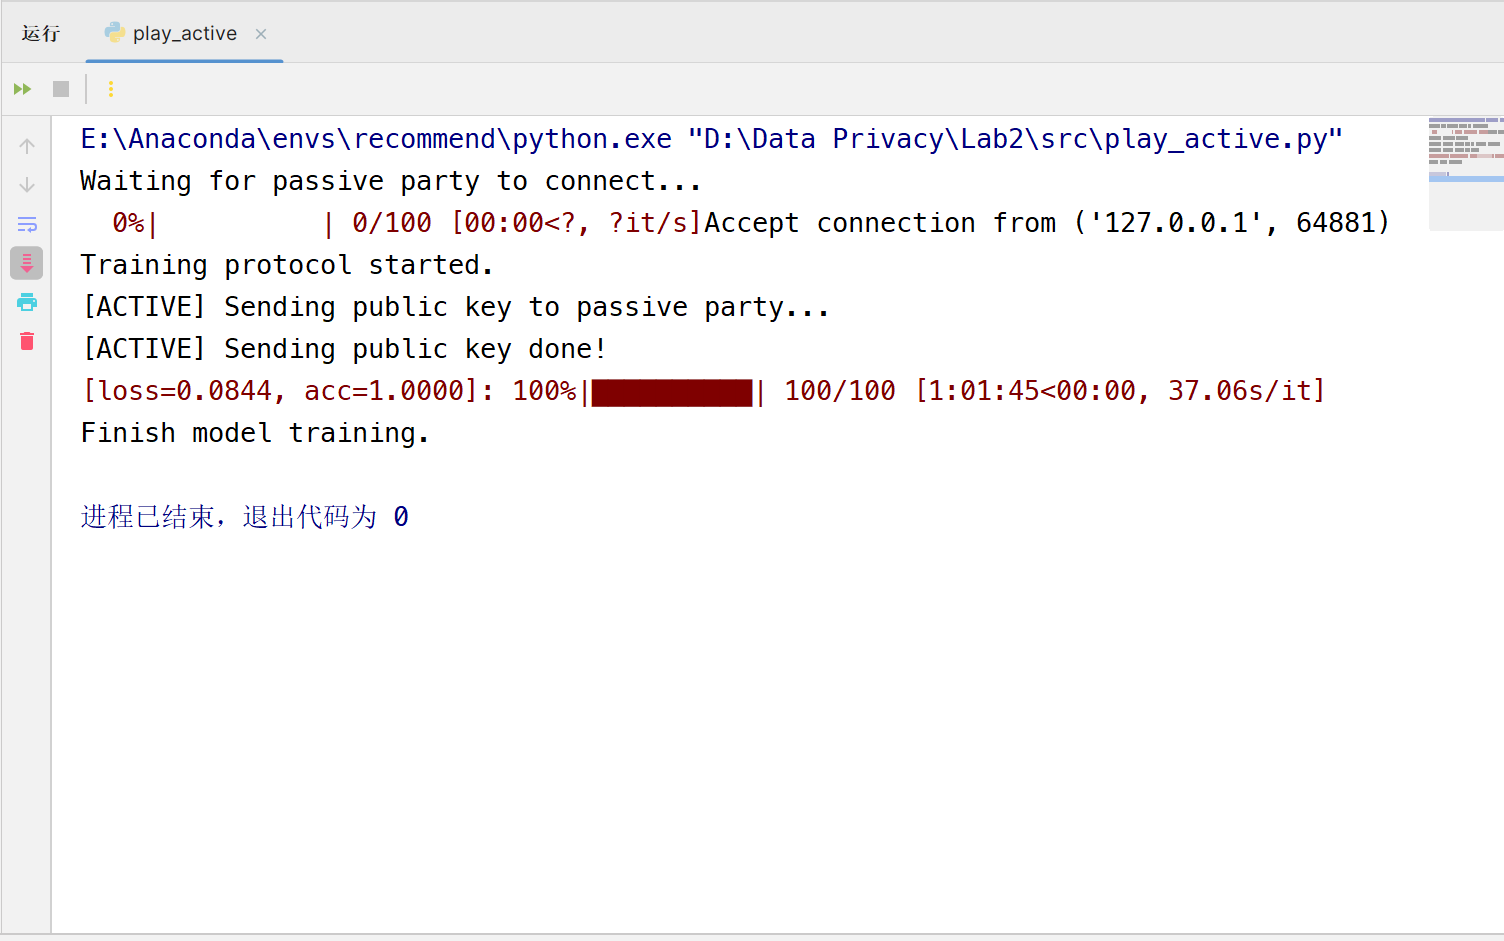 运行 play_active
E:\Anaconda\envs\recommend\python.exe "D:\Data Privacy\Lab2\src\play_active.py"
Waiting for passive party to connect...
  0%|          | 0/100 [00:00<?, ?it/s]Accept connection from ('127.0.0.1', 64881)
Training protocol started.
[ACTIVE] Sending public key to passive party...
[ACTIVE] Sending public key done!
[loss=0.0844, acc=1.0000]: 100%|██████████| 100/100 [1:01:45<00:00, 37.06s/it]
Finish model training.
进程已结束，退出代码为 0